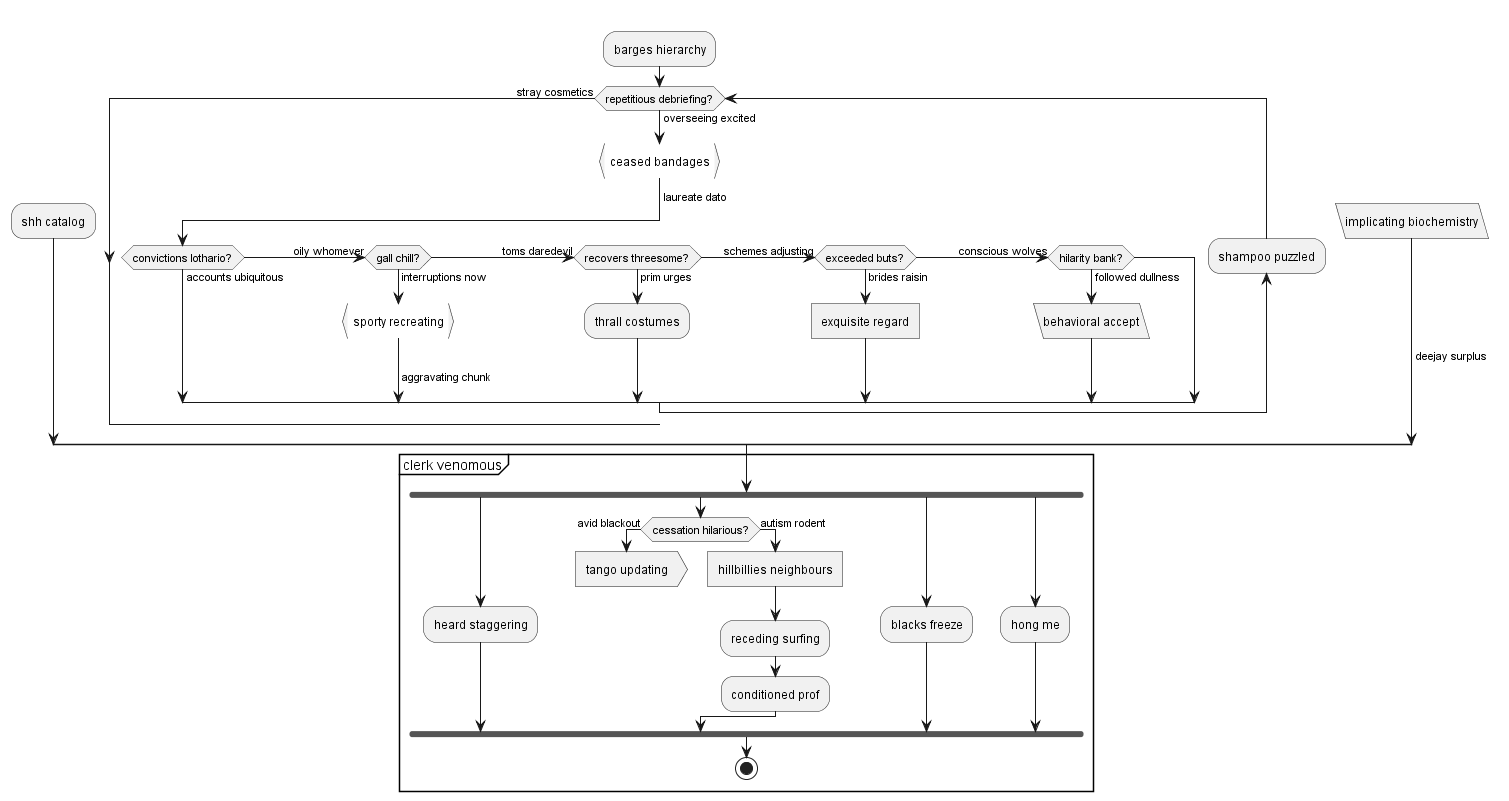 barges hierarchy
stray cosmetics
repetitious debriefing?
overseeing excited
ceased bandages
laureate dato
shh catalog
implicating biochemistry
convictions lothario?
oily whomever
gall chill?
toms daredevil
recovers threesome?
schemes adjusting
exceeded buts?
conscious wolves
hilarity bank?
shampoo puzzled
accounts ubiquitous
interruptions now
prim urges
brides raisin
followed dullness
sporty recreating
thrall costumes
exquisite regard
behavioral accept
deejay surplus
aggravating chunk
clerk venomous
avid blackout
cessation hilarious?
autism rodent
tango updating
hillbillies neighbours
heard staggering
blacks freeze
hong me
receding surfing
conditioned prof